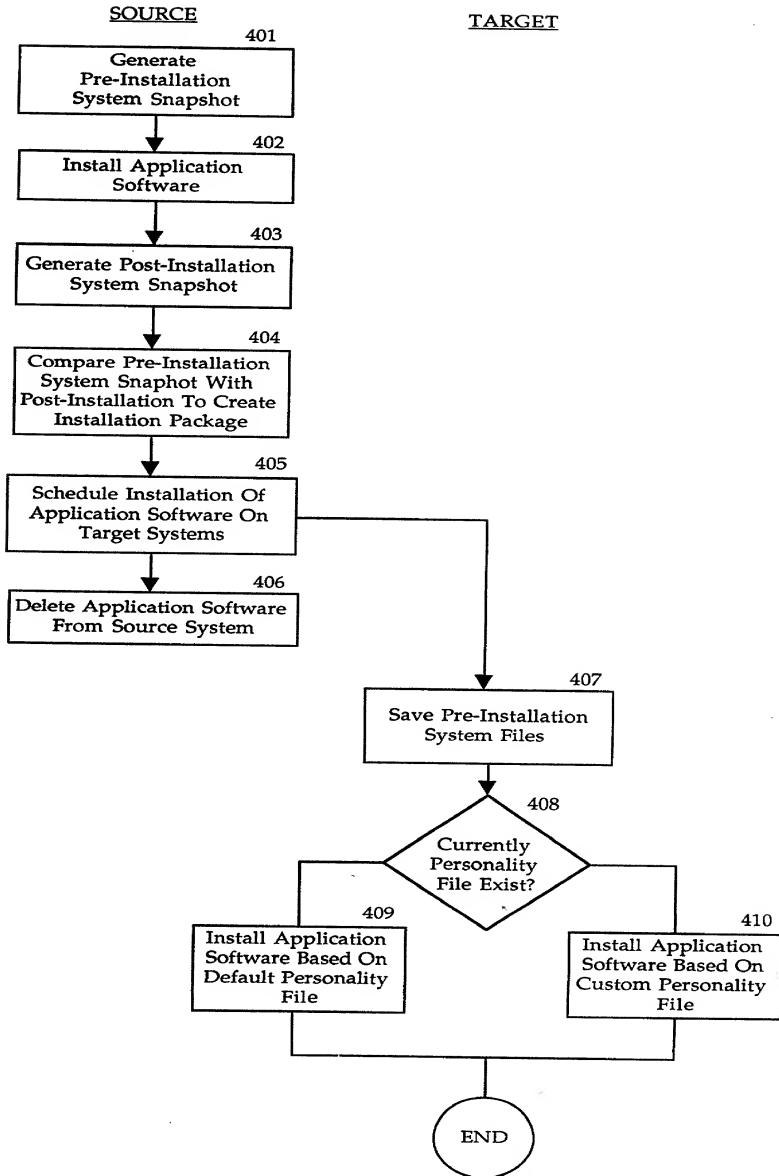 SOURCE
TARGET
401
Generate
Pre-Installation
System Snapshot
402
Install Application
Software
403
Generate Post-Installation
System Snapshot
404
Compare Pre-Installation
System Snaphot With
Post-Installation To Create
Installation Package
405
Schedule Installation Of
Application Software On
Target Systems
406
Delete Application Software
From Source System
407
Save Pre-Installation
System Files
408
Currently
Personality
File Exist?
409
Install Application
Software Based On
Default Personality
File
410
Install Application
Software Based On
Custom Personality
File
END